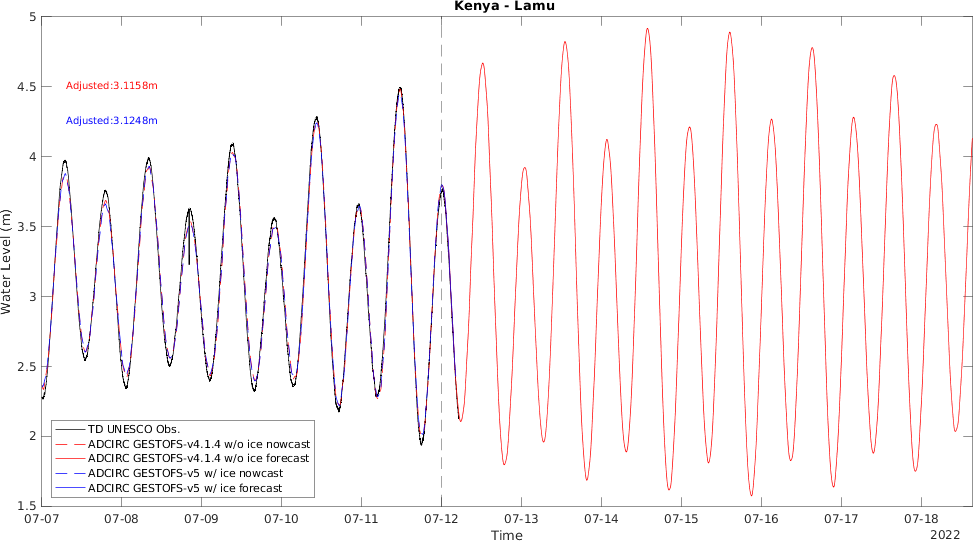 Kenya - Lamu
5
4.5
4
3.5
3
2.5
2
1.5
Water Level (m)
Adjusted:3.1158m
Adjusted:3.1248m
TD UNESCO Obs.
ADCIRC GESTOFS-v4.1.4 w/o ice nowcast
ADCIRC GESTOFS-v4.1.4 w/o ice forecast
ADCIRC GESTOFS-v5 w/ ice nowcast
ADCIRC GESTOFS-v5 w/ ice forecast
07-07 07-08 07-09 07-10 07-11 07-12 07-13 07-14 07-15 07-16 07-17 07-18
Time
2022